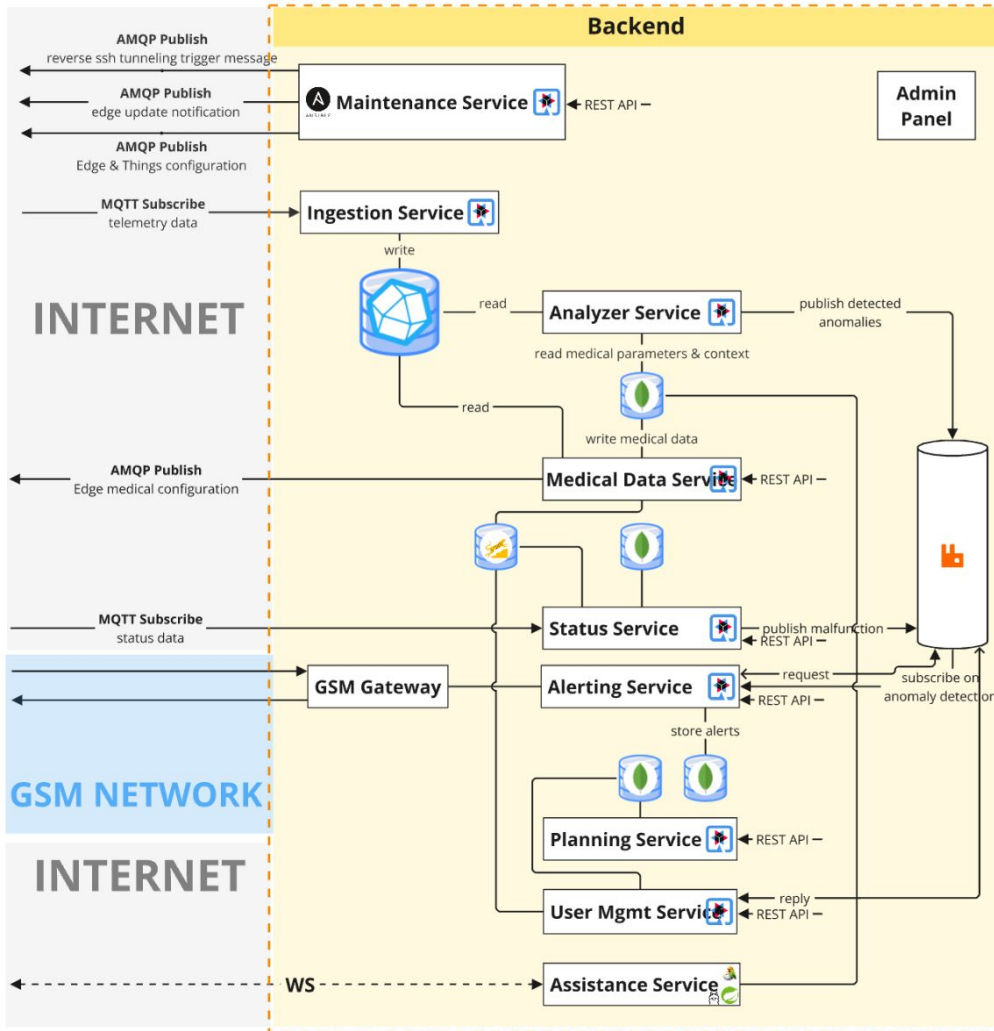 Backend
AMQP Publish
reverse ssh tunneling trigger message
AMQP Publish
edge update notification
AMQP Publish
Edge & Things configuration
ANSIBLE
Maintenance Service
REST API
Admin
Panel
MQTT Subscribe
telemetry data
Ingestion Service
write
INTERNET
read
Analyzer Service
publish detected
anomalies
read medical parameters & context
read
write medical data
AMQP Publish
Edge medical configuration
Medical Data Service
REST API
MQTT Subscribe
status data
Status Service
publish malfunction
REST API
GSM Gateway
Alerting Service
request
subscribe on
anomaly detection
REST API
store alerts
GSM NETWORK
Planning Service
REST API
INTERNET
User Mgmt Service
reply
REST API
WS
Assistance Service